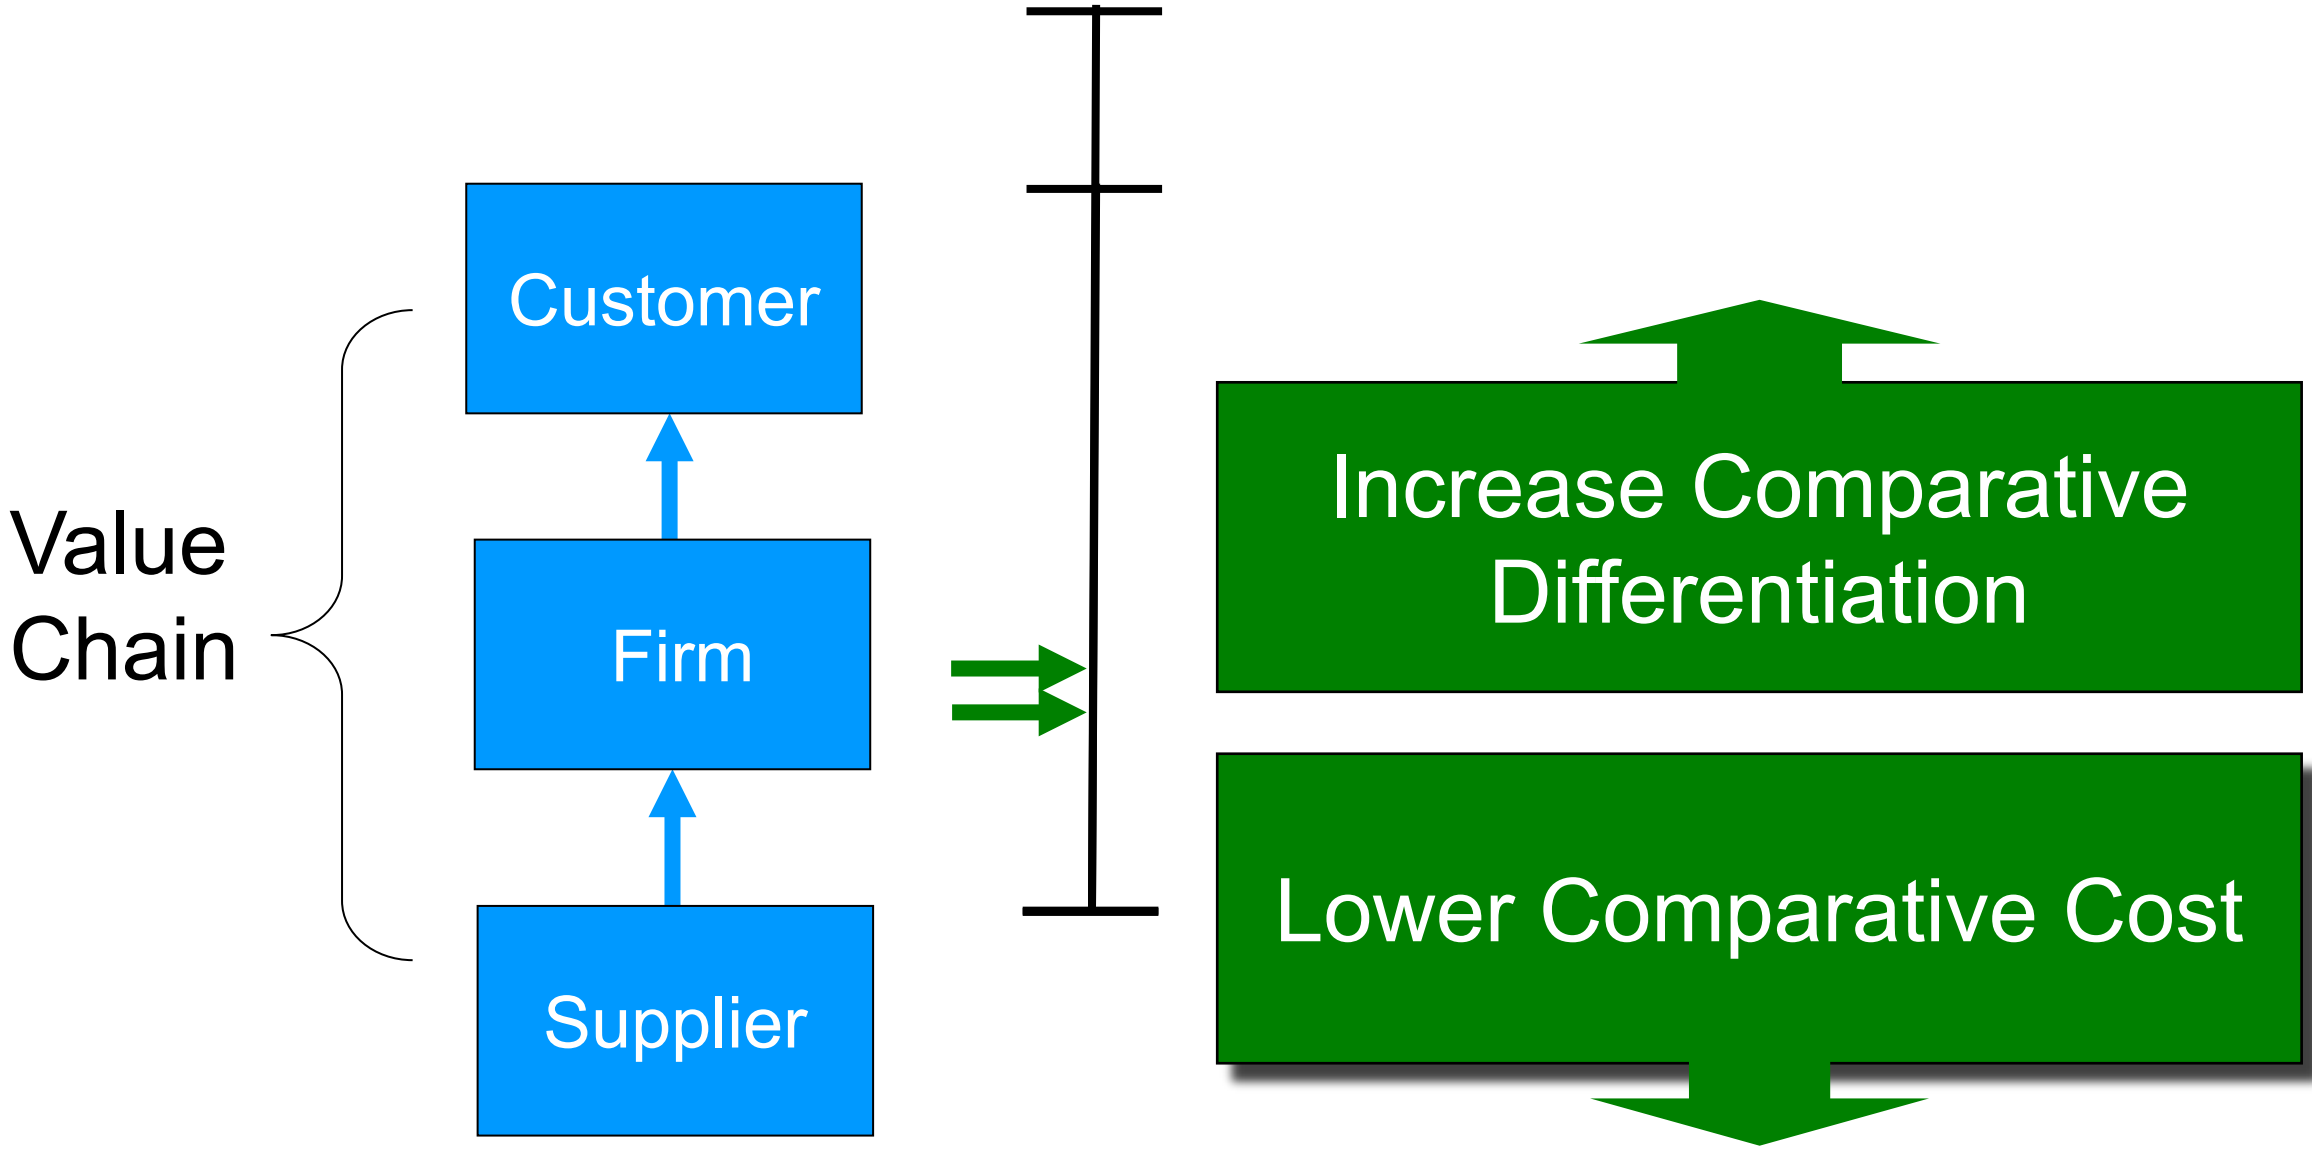 Value
Chain
Customer
Firm
Supplier
Increase Comparative
Differentiation
Lower Comparative Cost